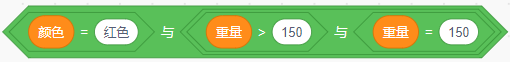 颜色 = 红色 与 重量 > 150 与 重量 = 150